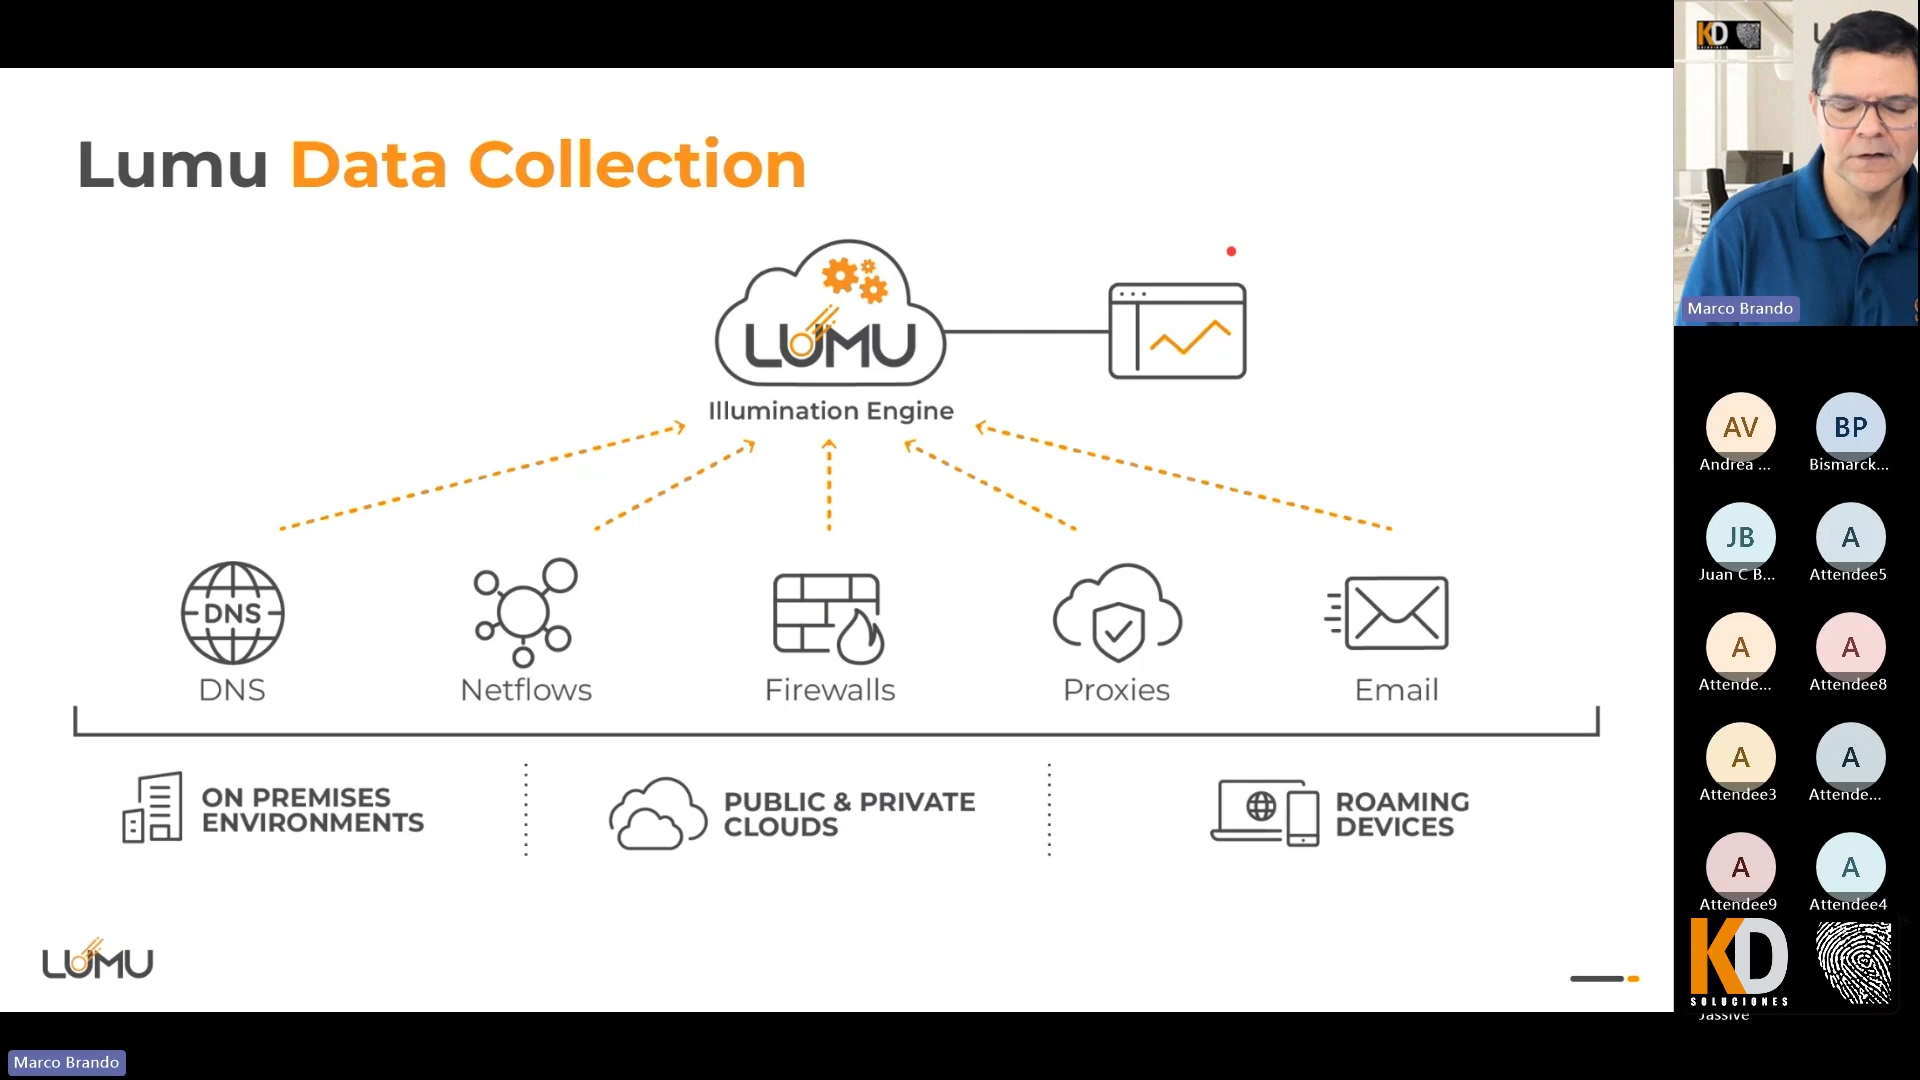 Lumu Data Collection
LUMU
Illumination Engine
DNS
DNS
Netflows
Firewalls
Proxies
Email
ON PREMISES
ENVIRONMENTS
PUBLIC & PRIVATE
CLOUDS
ROAMING
DEVICES
LUMU
Marco Brando
KD
Marco Brando
AV
Andrea ...
BP
Bismarck...
JB
Juan C B...
A
Attendee5
A
Attende...
A
Attendee8
A
Attendee3
A
Attende...
A
Attendee9
A
Attendee4
KD
SOLUCIONES
Jassive